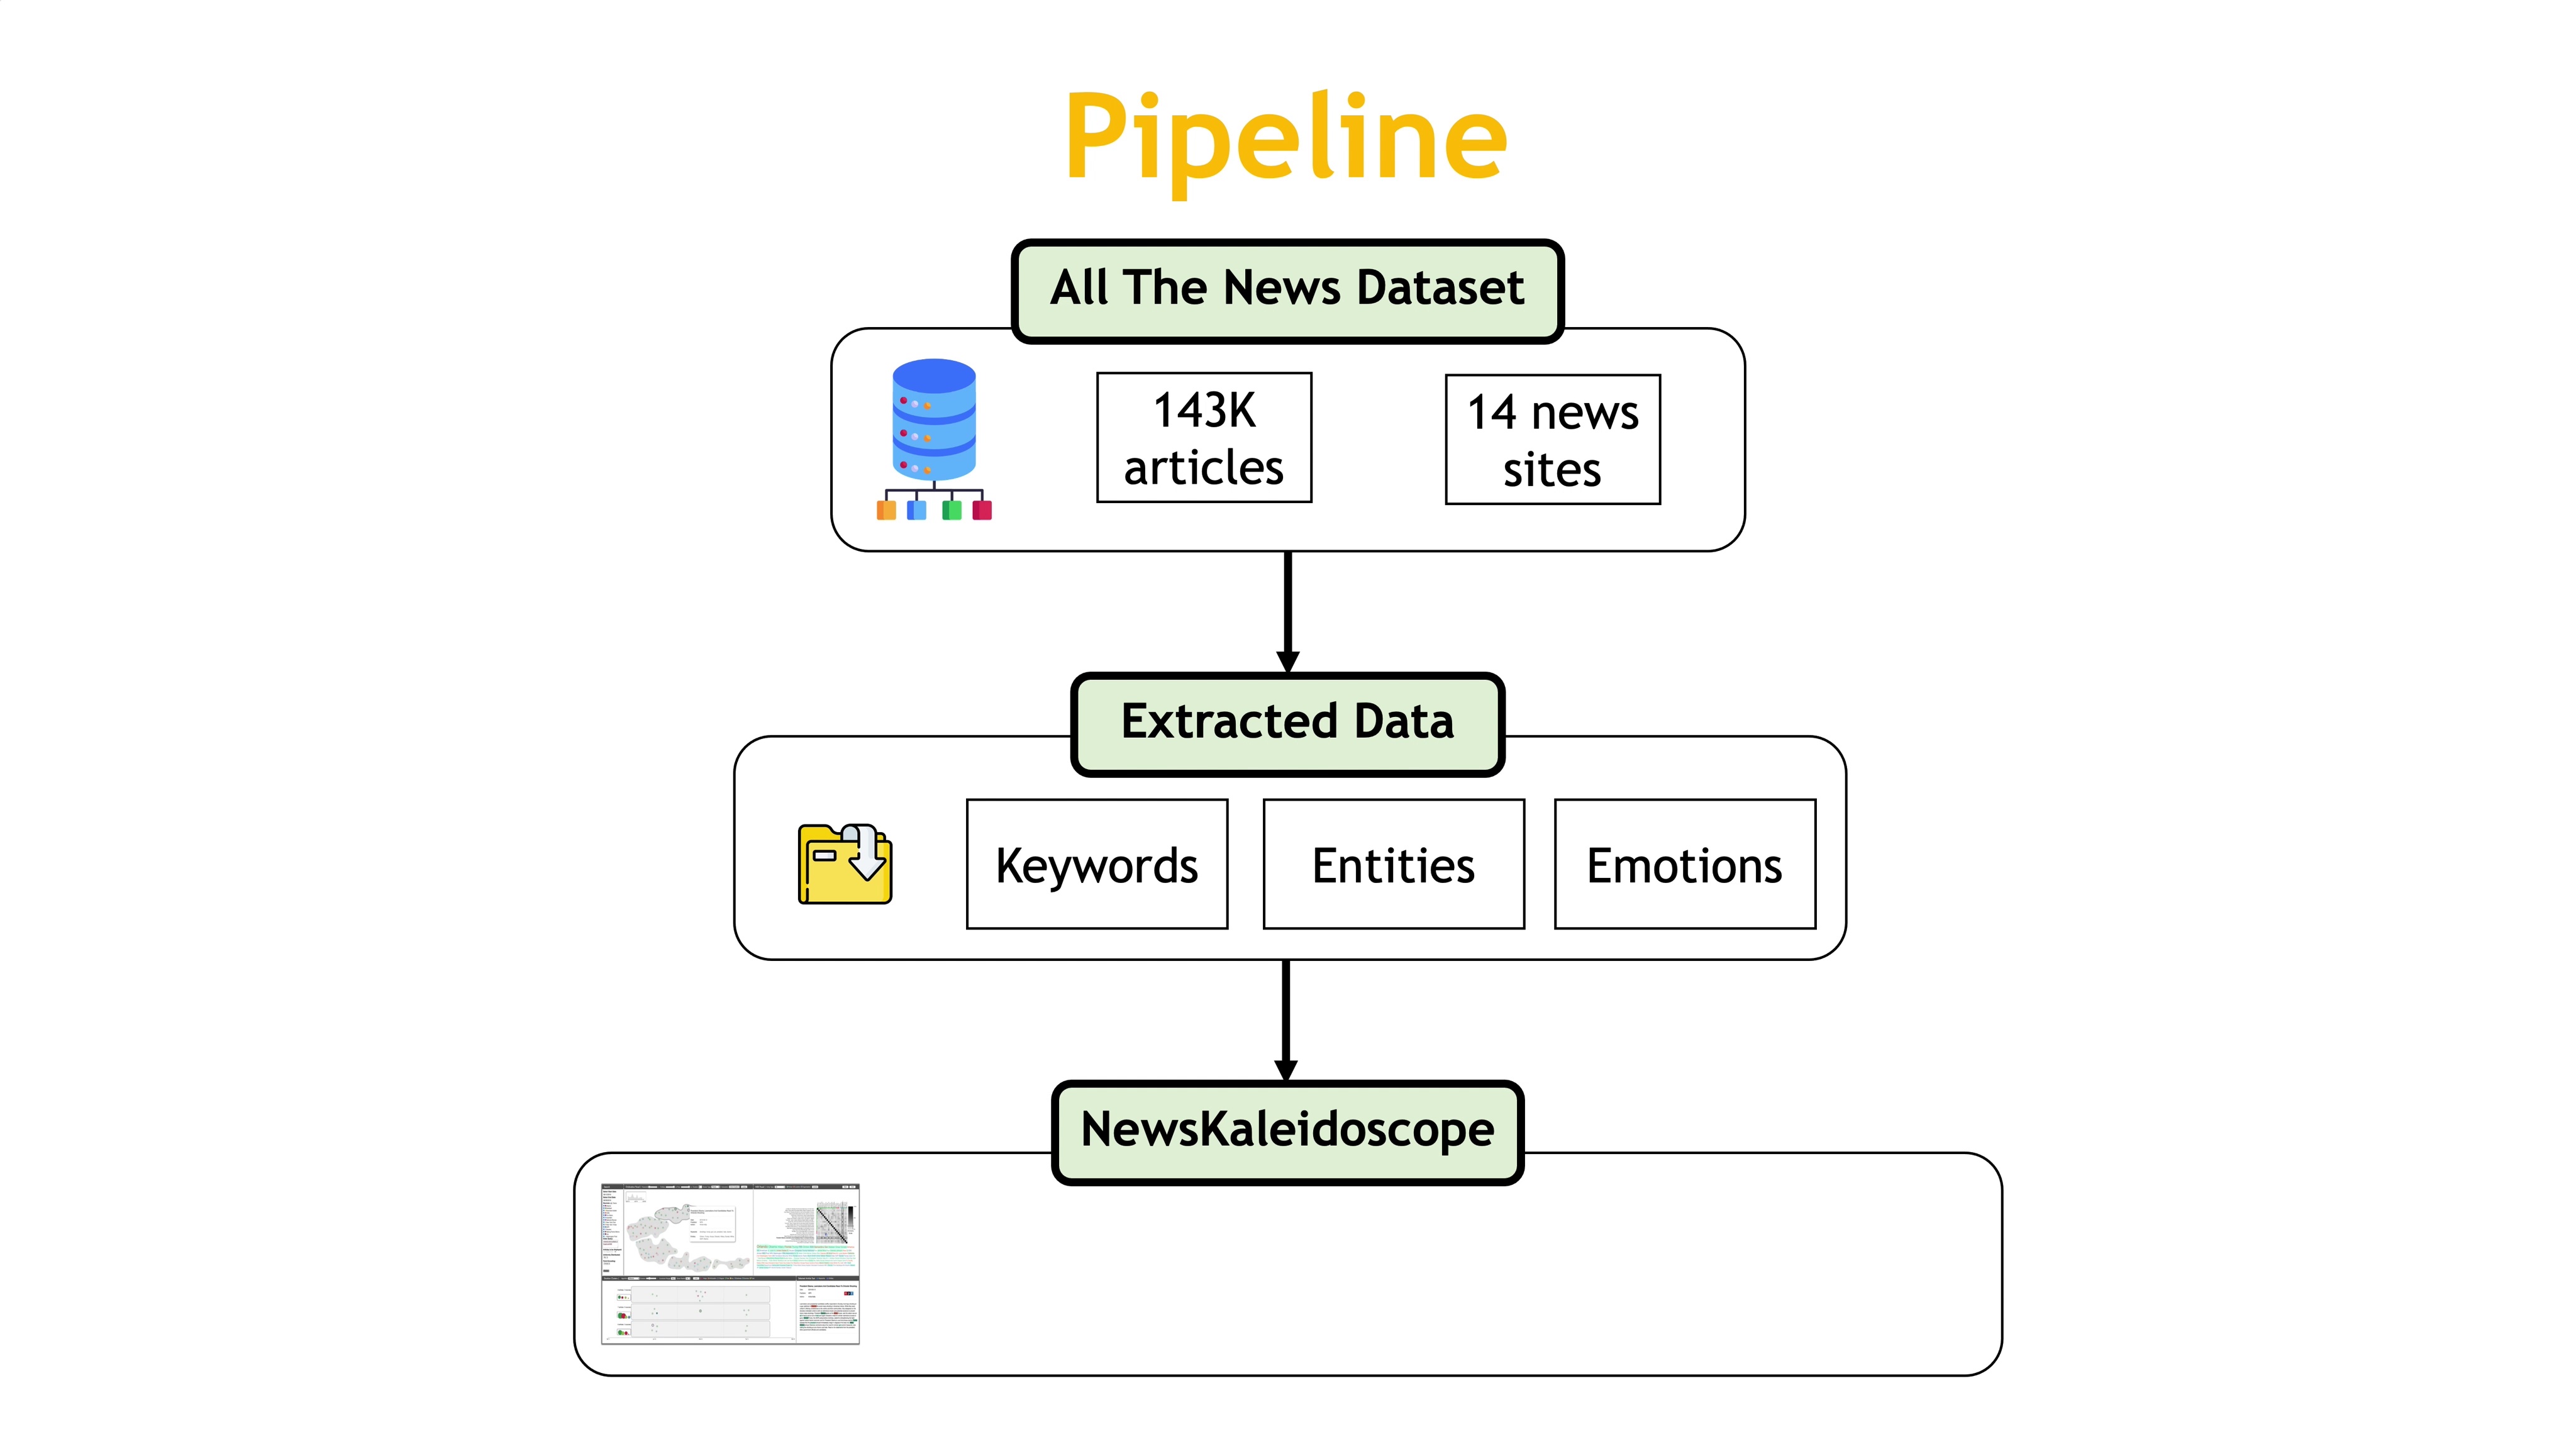 Pipeline
All The News Dataset
143K
articles
14 news
sites
Extracted Data
Keywords
Entities
Emotions
NewsKaleidoscope